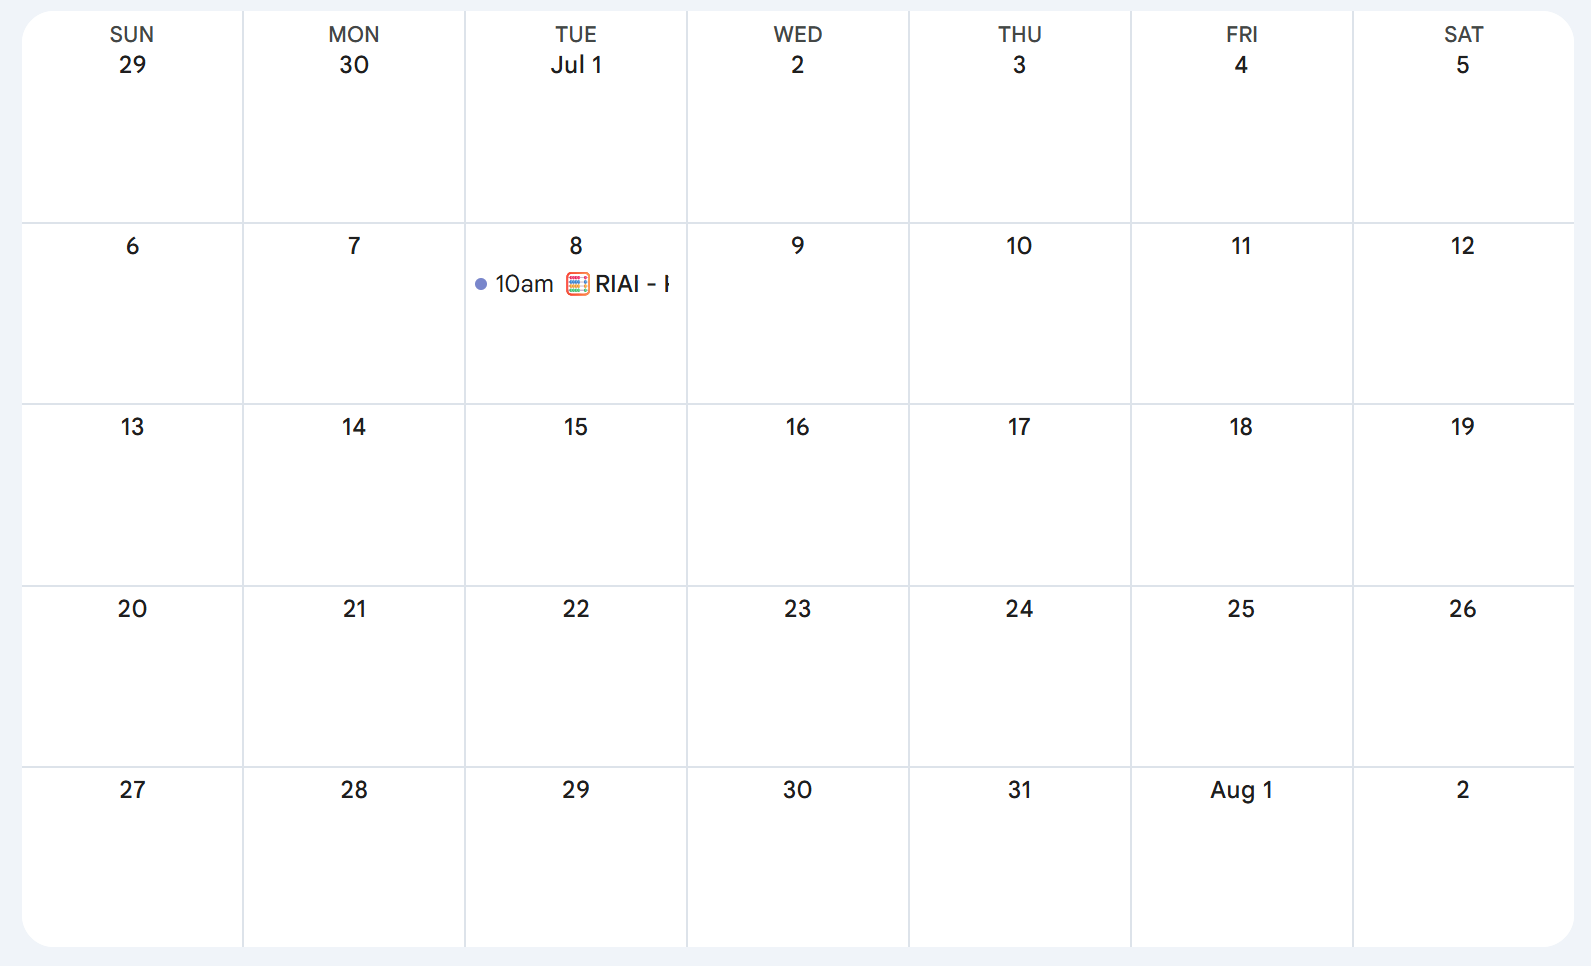 SUN MON TUE WED THU FRI SAT
29 30 Jul 1 2 3 4 5
6 7 8 9 10 11 12
10am RIAI -
13 14 15 16 17 18 19
20 21 22 23 24 25 26
27 28 29 30 31 Aug 1 2